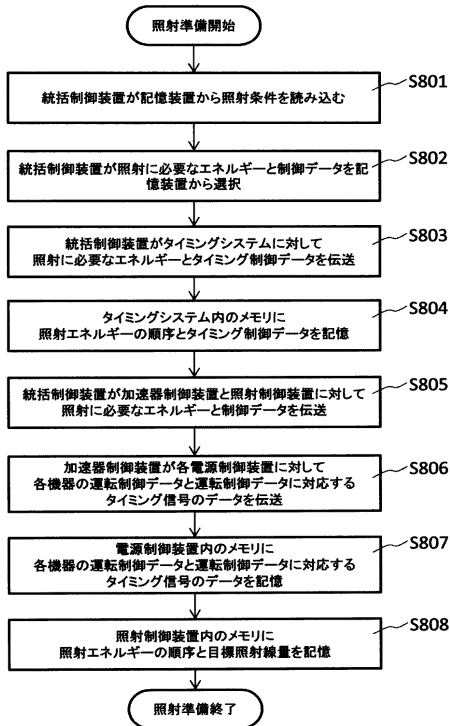 照射準備開始
S801
統括制御装置が記憶装置から照射条件を読み込む
S802
統括制御装置が照射に必要なエネルギーと制御データを記
憶装置から選択
S803
統括制御装置がタイミングシステムに対して
照射に必要なエネルギーとタイミング制御データを伝送
S804
タイミングシステム内のメモリに
照射エネルギーの順序とタイミング制御データを記憶
S805
統括制御装置が加速器制御装置と照射制御装置に対して
照射に必要なエネルギーと制御データを伝送
S806
加速器制御装置が各電源制御装置に対して
各機器の運転制御データと運転制御データに対応する
タイミング信号のデータを伝送
S807
電源制御装置内のメモリに
各機器の運転制御データと運転制御データに対応する
タイミング信号のデータを記憶
S808
照射制御装置内のメモリに
照射エネルギーの順序と目標照射線量を記憶
照射準備終了